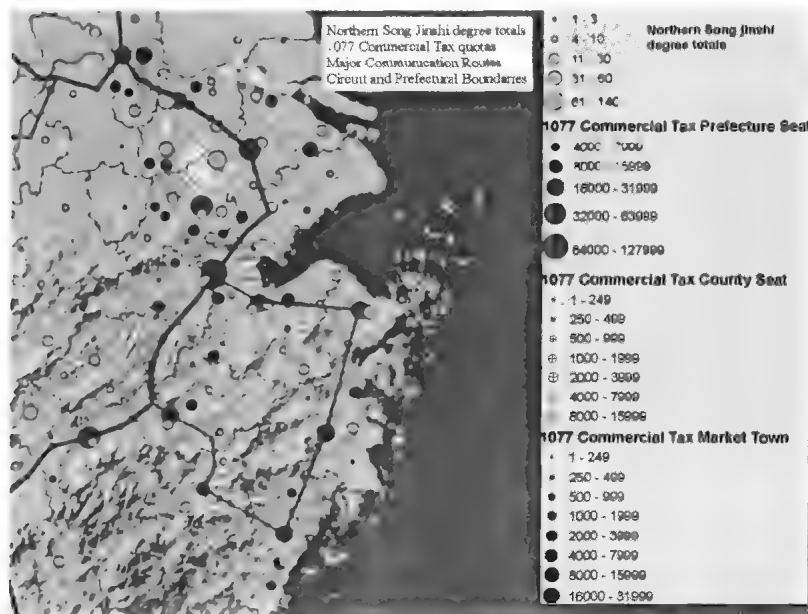 Northern Song Jinshi degree totals
1077 Commercial Tax quotas
Major Communication Routes
Circuit and Prefectural Boundaries
1 3
4 10
11 30
31 60
61 140
Northern Song Jinshi
degree totals
1077 Commercial Tax Prefecture Seat
4000 7999
8000 15999
16000 - 31999
32000 - 63999
64000 - 127999
1077 Commercial Tax County Seat
1 - 249
250 - 499
500 - 999
1000 - 1999
2000 - 3999
4000 - 7999
8000 - 15999
1077 Commercial Tax Market Town
1 - 249
250 - 499
500 - 999
1000 - 1999
2000 - 3999
4000 - 7999
8000 - 15999
16000 - 31999